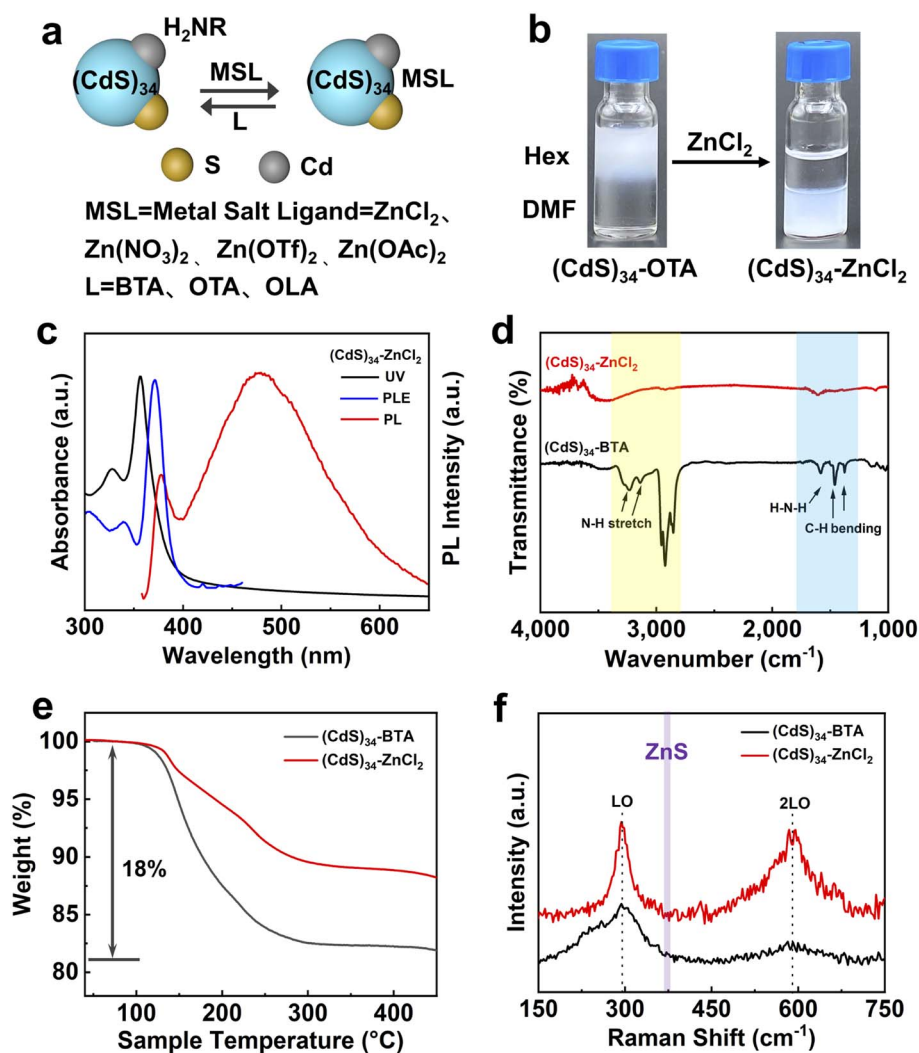 a
H₂NR
(CdS)₃₄
MSL
L
(CdS)₃₄
MSL
S
Cd
MSL=Metal Salt Ligand=ZnCl₂、
Zn(NO₃)₂、Zn(OTf)₂、Zn(OAc)₂
L=BTA、OTA、OLA
b
Hex
DMF
ZnCl₂
(CdS)₃₄-OTA
(CdS)₃₄-ZnCl₂
c
(CdS)₃₄-ZnCl₂
UV
PLE
PL
Absorbance (a.u.)
PL Intensity (a.u.)
300 400 500 600
Wavelength (nm)
d
(CdS)₃₄-ZnCl₂
(CdS)₃₄-BTA
N-H stretch
H-N-H
C-H bending
Transmittance (%)
4,000 3,000 2,000 1,000
Wavenumber (cm⁻¹)
e
(CdS)₃₄-BTA
(CdS)₃₄-ZnCl₂
18%
Weight (%)
100
95
90
85
80
100 200 300 400
Sample Temperature (°C)
f
ZnS
(CdS)₃₄-BTA
(CdS)₃₄-ZnCl₂
LO
2LO
Intensity (a.u.)
150 300 450 600 750
Raman Shift (cm⁻¹)